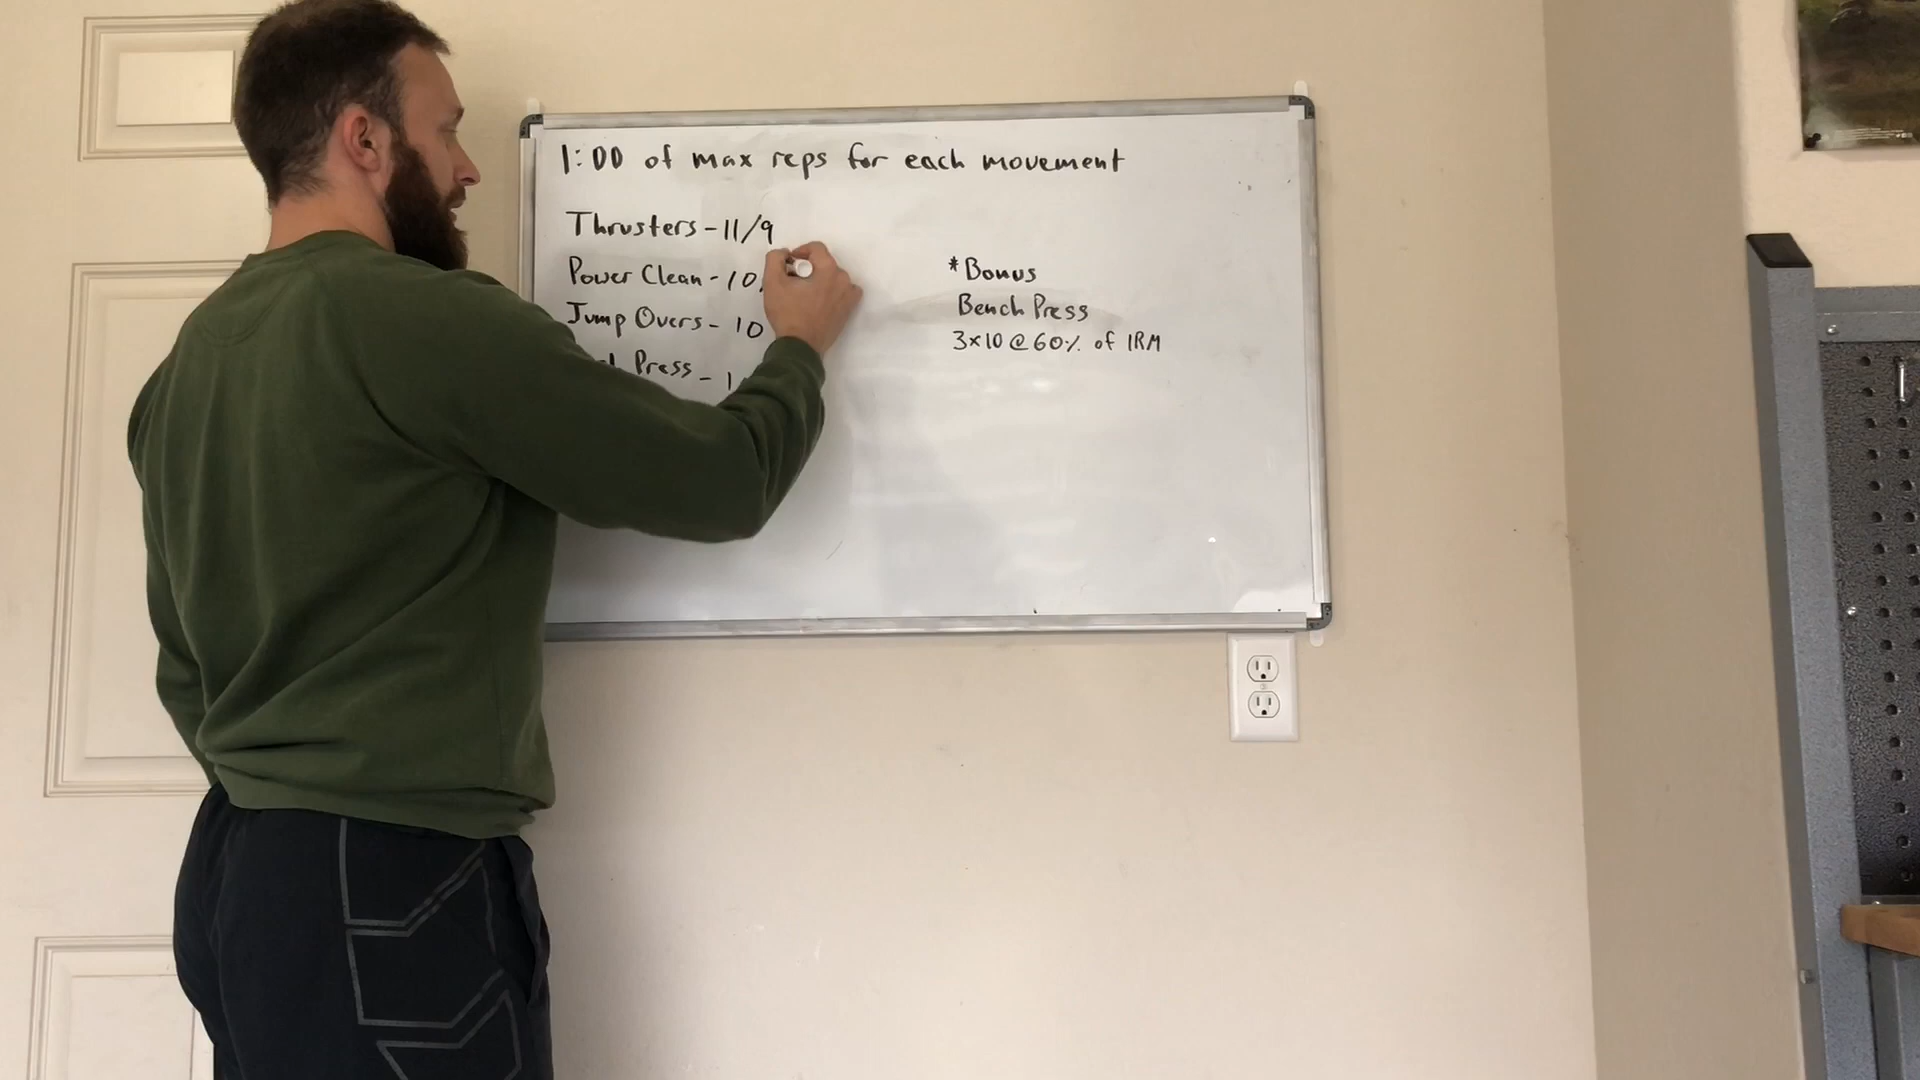 1:00 of max reps for each movement
Thrusters - 11/9
Power Clean - 10/
Jump Overs - 10
Press - 1
*Bonus
Bench Press
3x10 @ 60% of 1RM